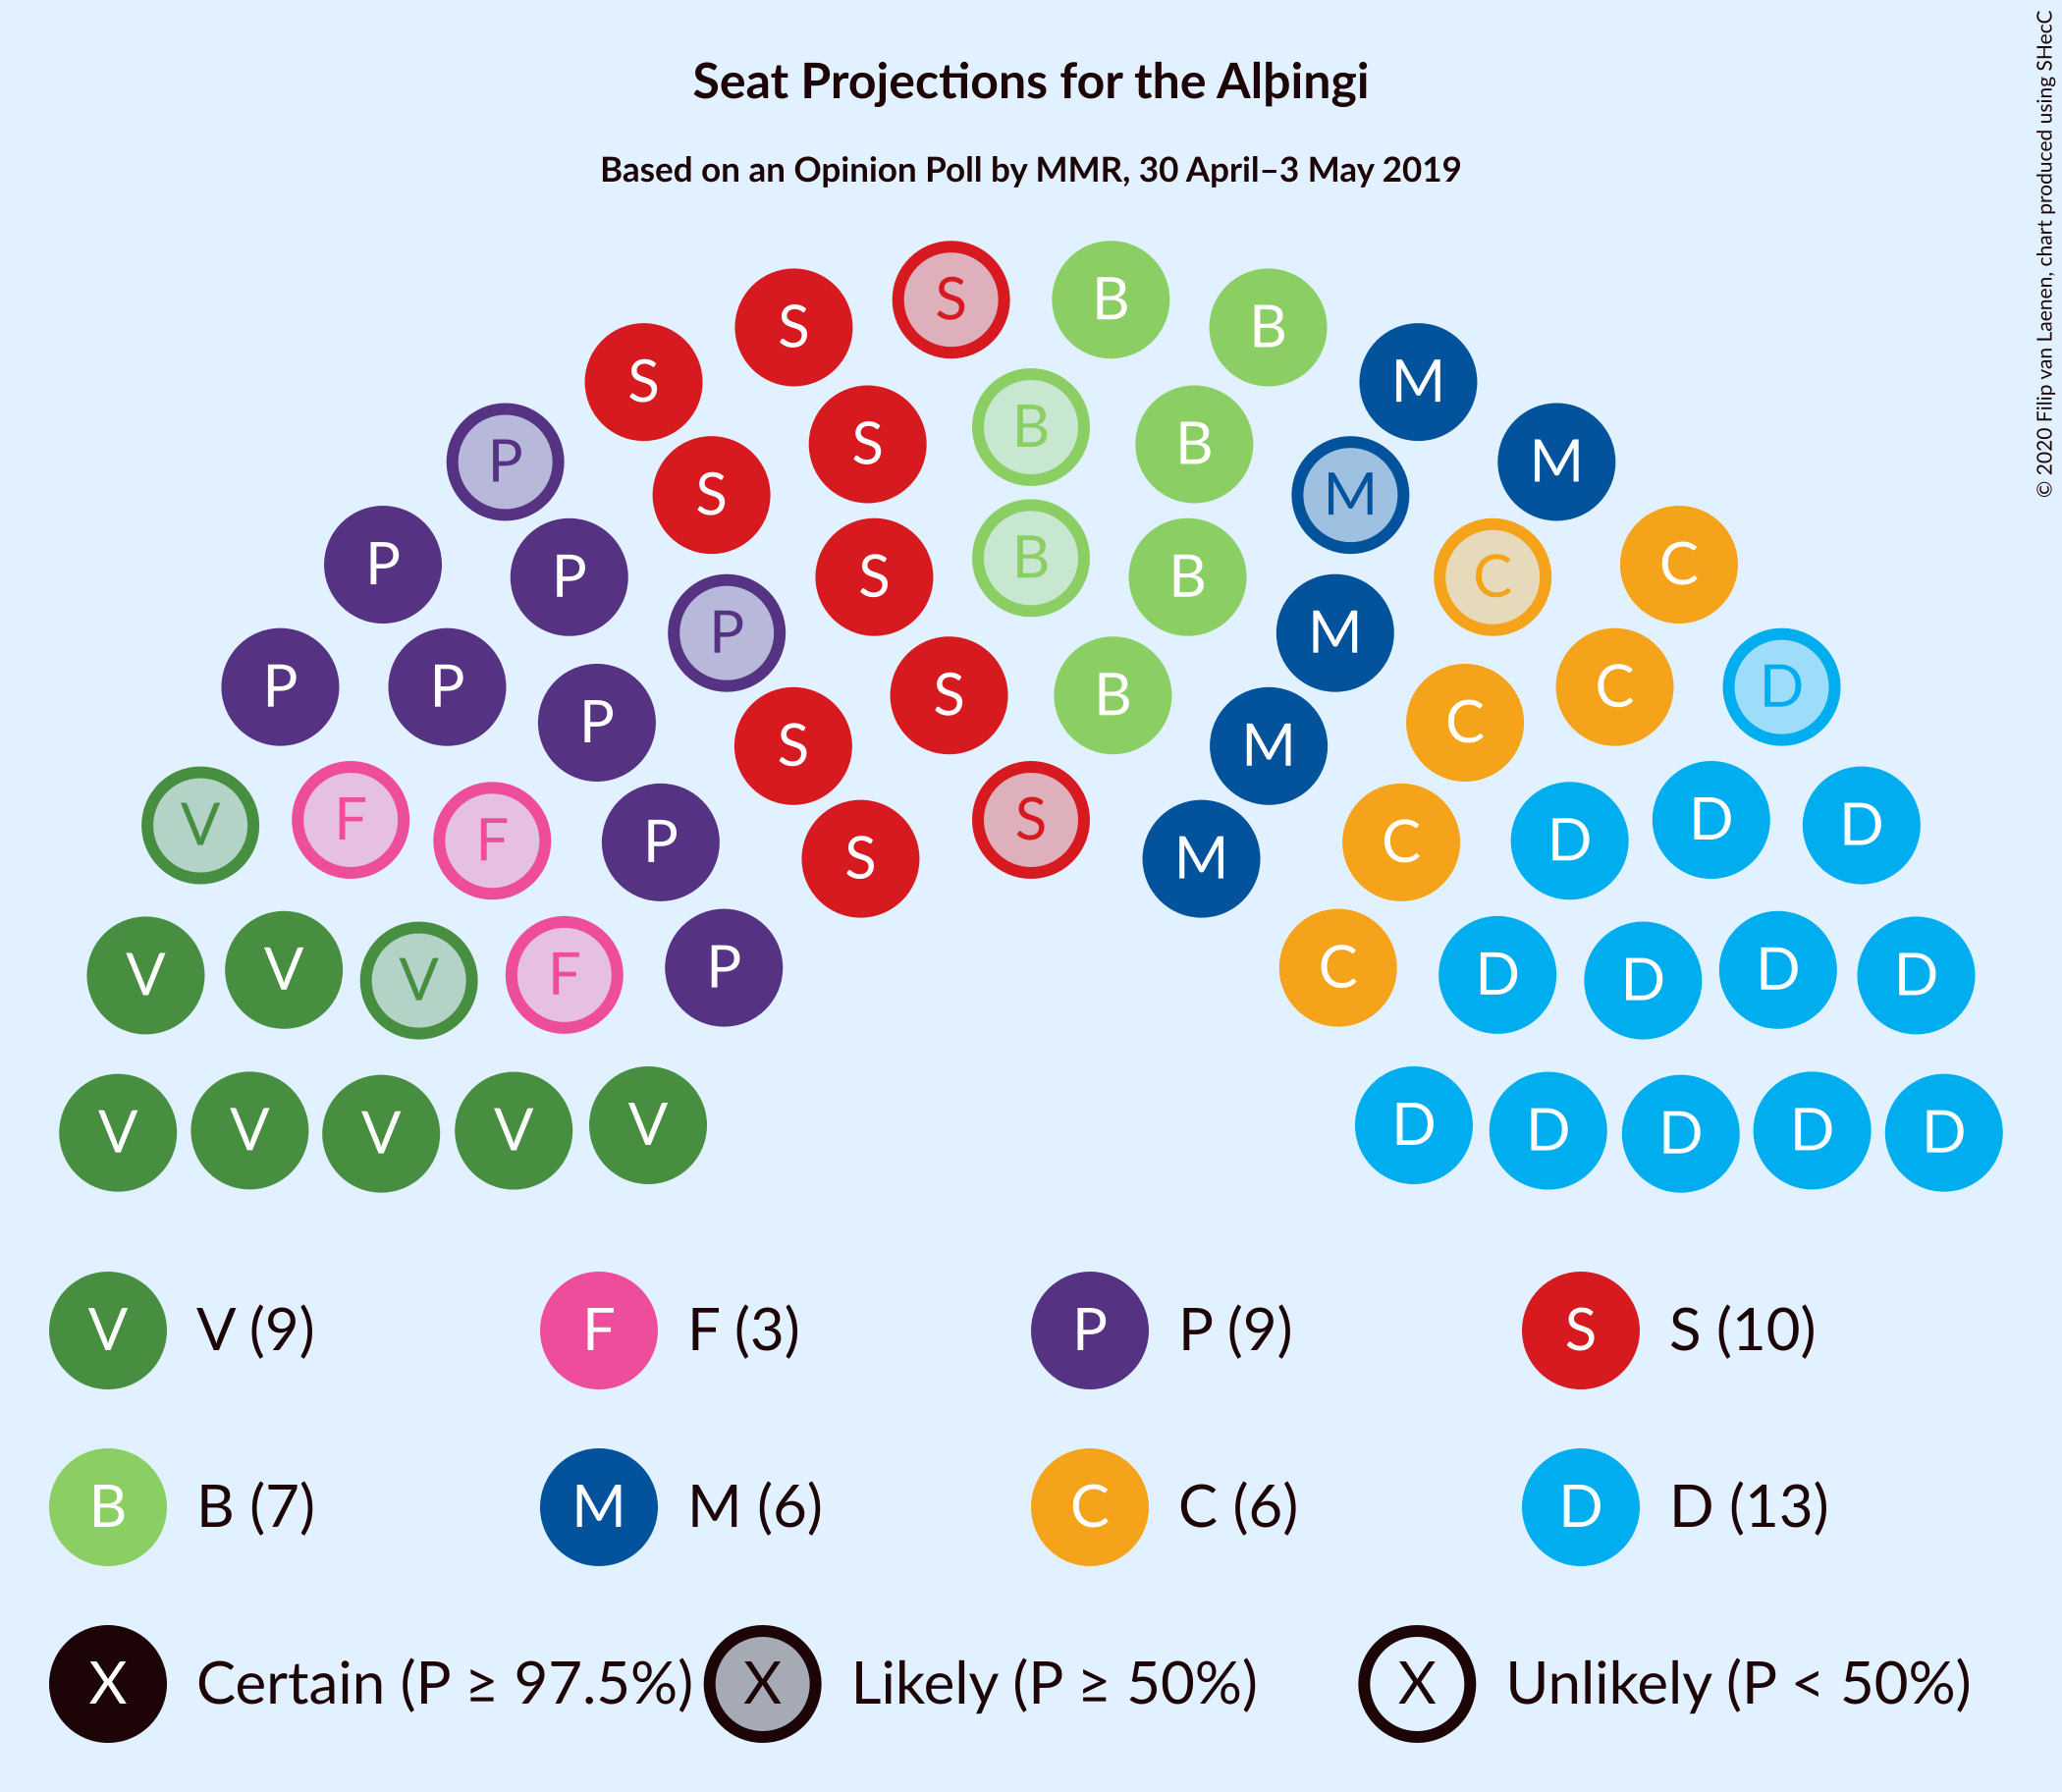 Seat Projections for the Alþingi
Based on an Opinion Poll by MMR, 30 April–3 May 2019
© 2020 Filip van Laenen, chart produced using SHecC
S B
S B
S M
S B B
P M
S M
P C
S B
P C
P M
P P C D
S B
P C
S M
V F D D
F P C D
S S M
P C
V V F D D D
V D
V V V V V D D D D D
V V (9) F F (3) P P (9) S S (10)
B B (7) M M (6) C C (6) D D (13)
X Certain (P ≥ 97.5%) X Likely (P ≥ 50%) X Unlikely (P < 50%)